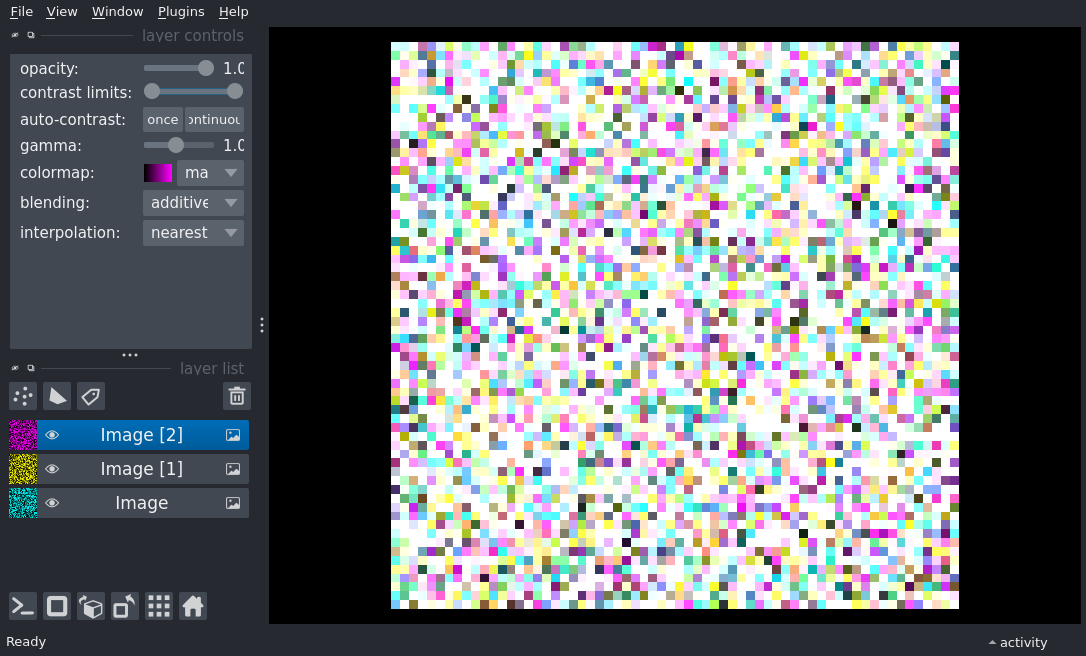 File View Window Plugins Help
layer controls
opacity: 1.0
contrast limits:
auto-contrast: once ontinuou
gamma: 1.0
colormap: ma
blending: additive
interpolation: nearest
layer list
Image [2]
Image [1]
Image
Ready
activity